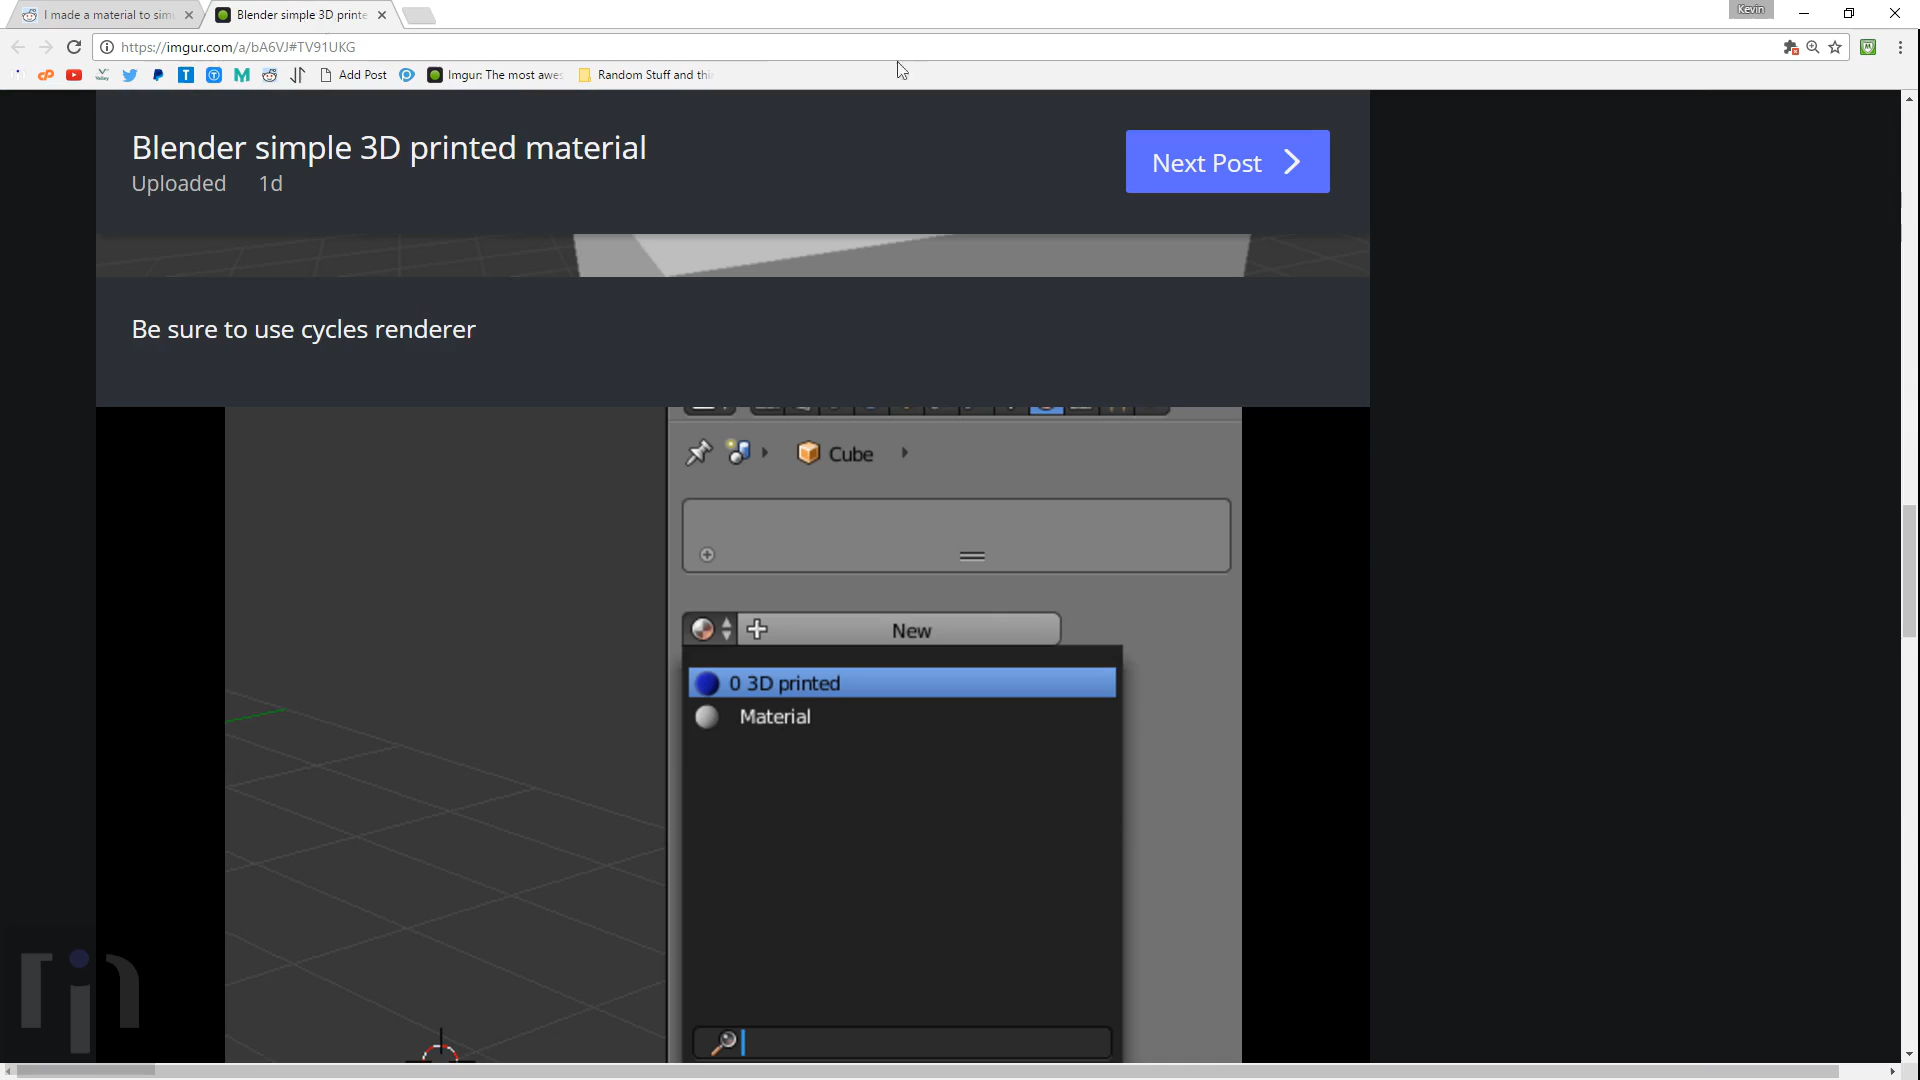 I made a material to sim
Blender simple 3D printe
Kevin
https://imgur.com/a/bA6VJ#TV91UKG
Add Post
Imgur: The most awes
Random Stuff and thi
Blender simple 3D printed material
Uploaded 1d
Next Post
Be sure to use cycles renderer
Cube
New
0 3D printed
Material